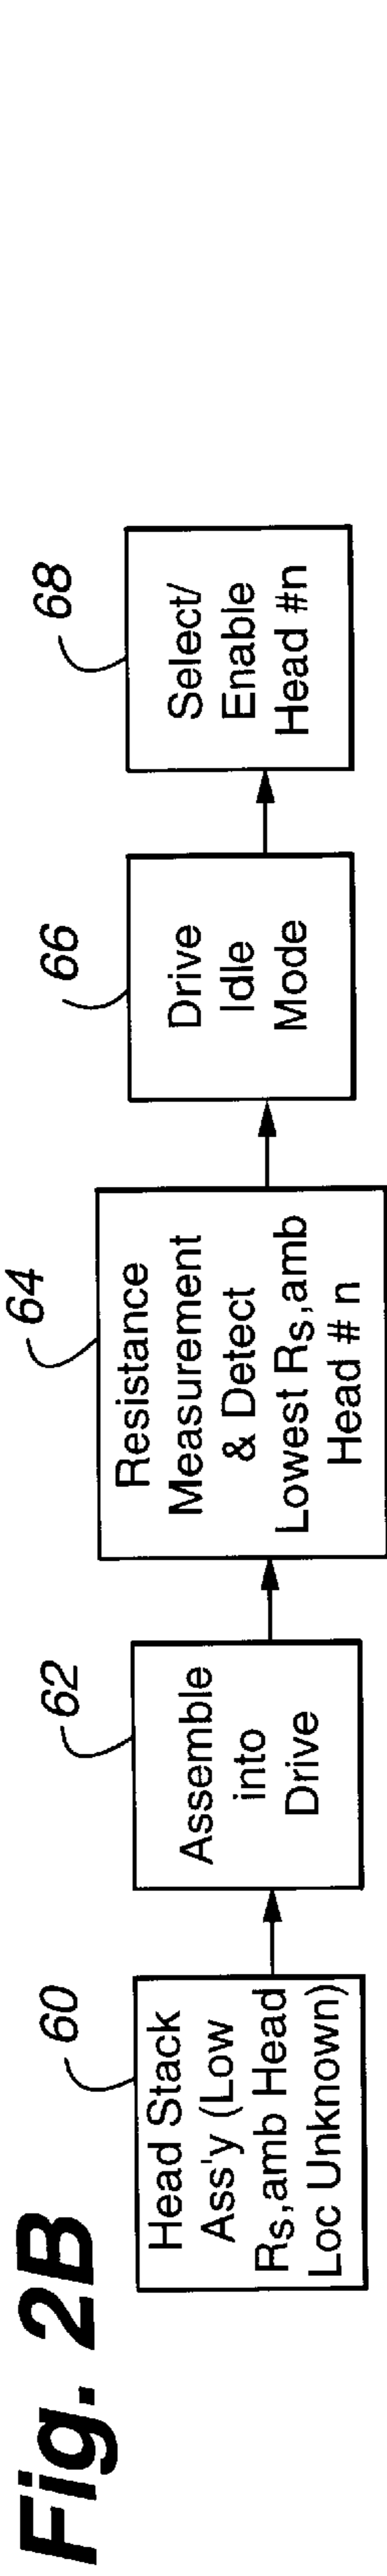 Fig. 2B
60
Head Stack
Ass'y (Low
Rs,amb Head
Loc Unknown)
62
Assemble
into
Drive
64
Resistance
Measurement
& Detect
Lowest Rs,amb
Head # n
66
Drive
Idle
Mode
68
Select/
Enable
Head #n